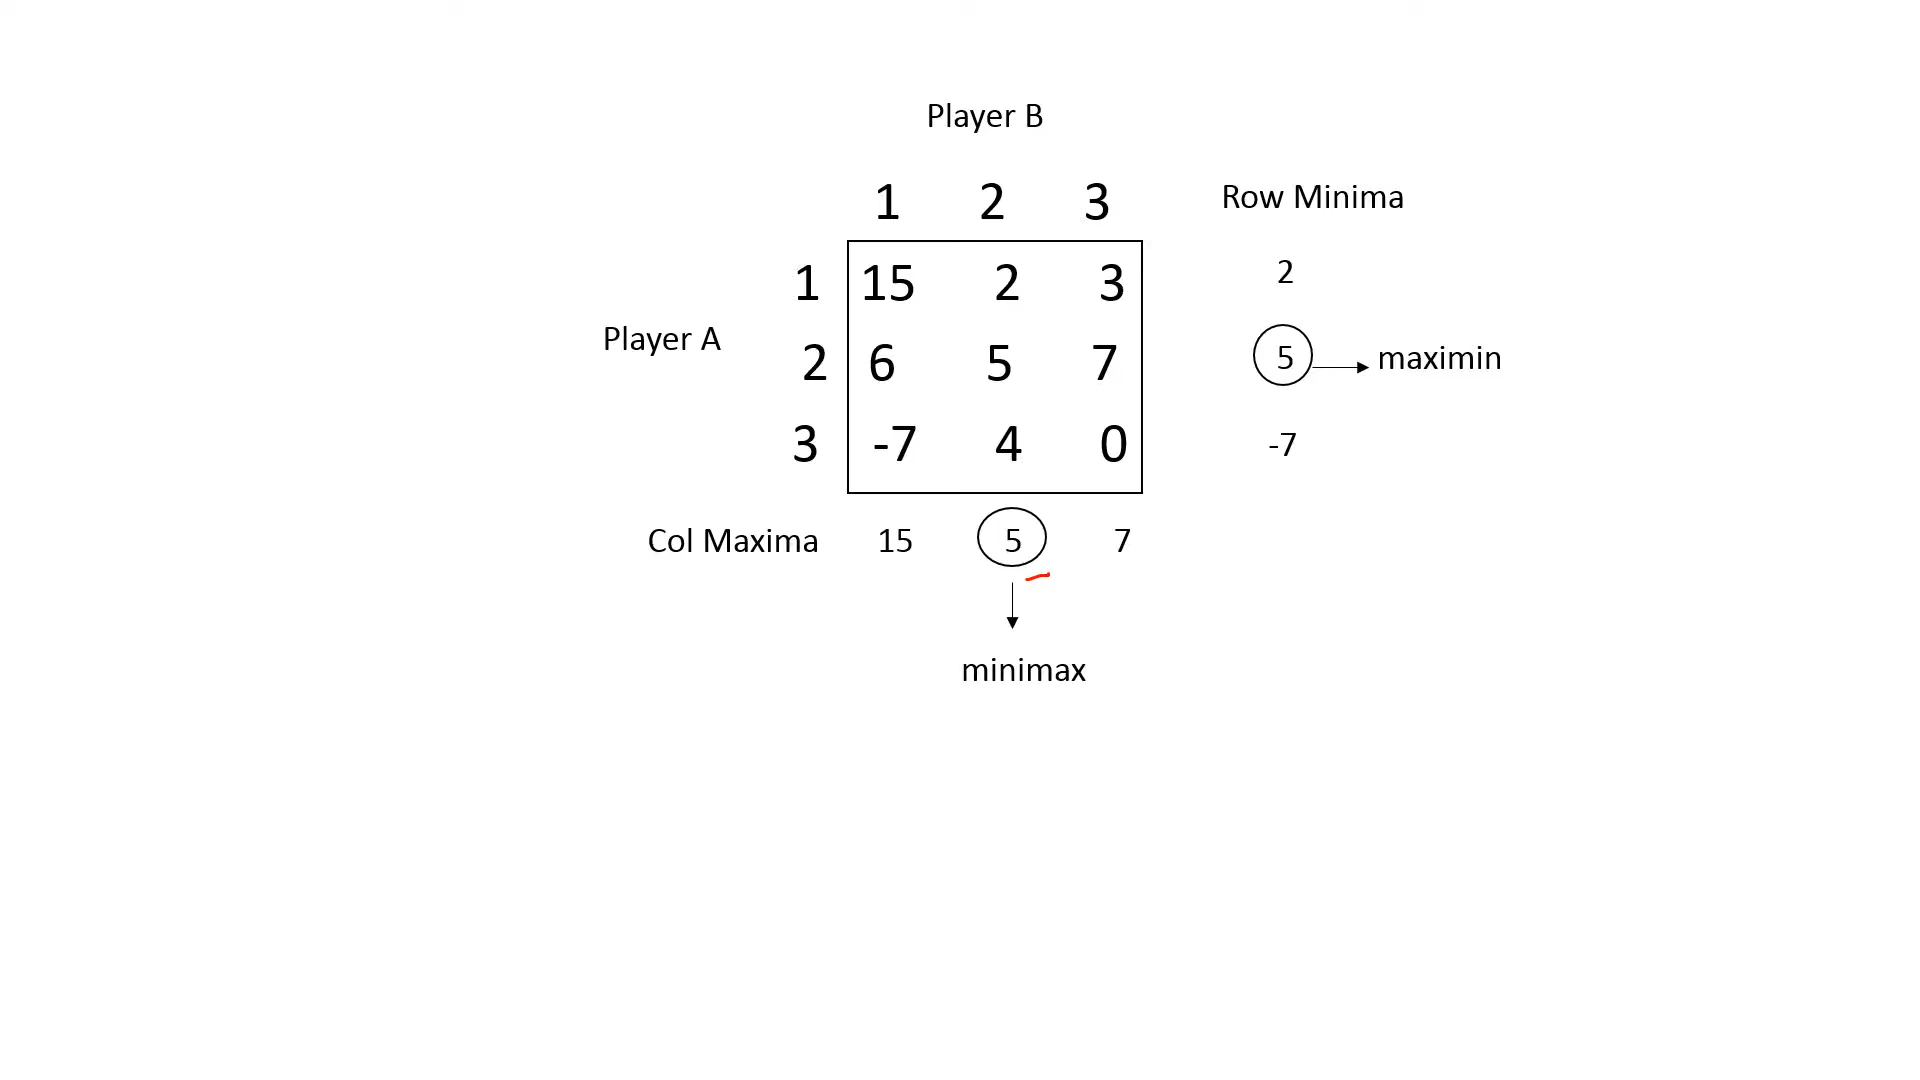 Player B
1 2 3 Row Minima
1 15 2 3 2
Player A
2 6 5 7 5 maximin
3 -7 4 0 -7
Col Maxima 15 5 7
minimax